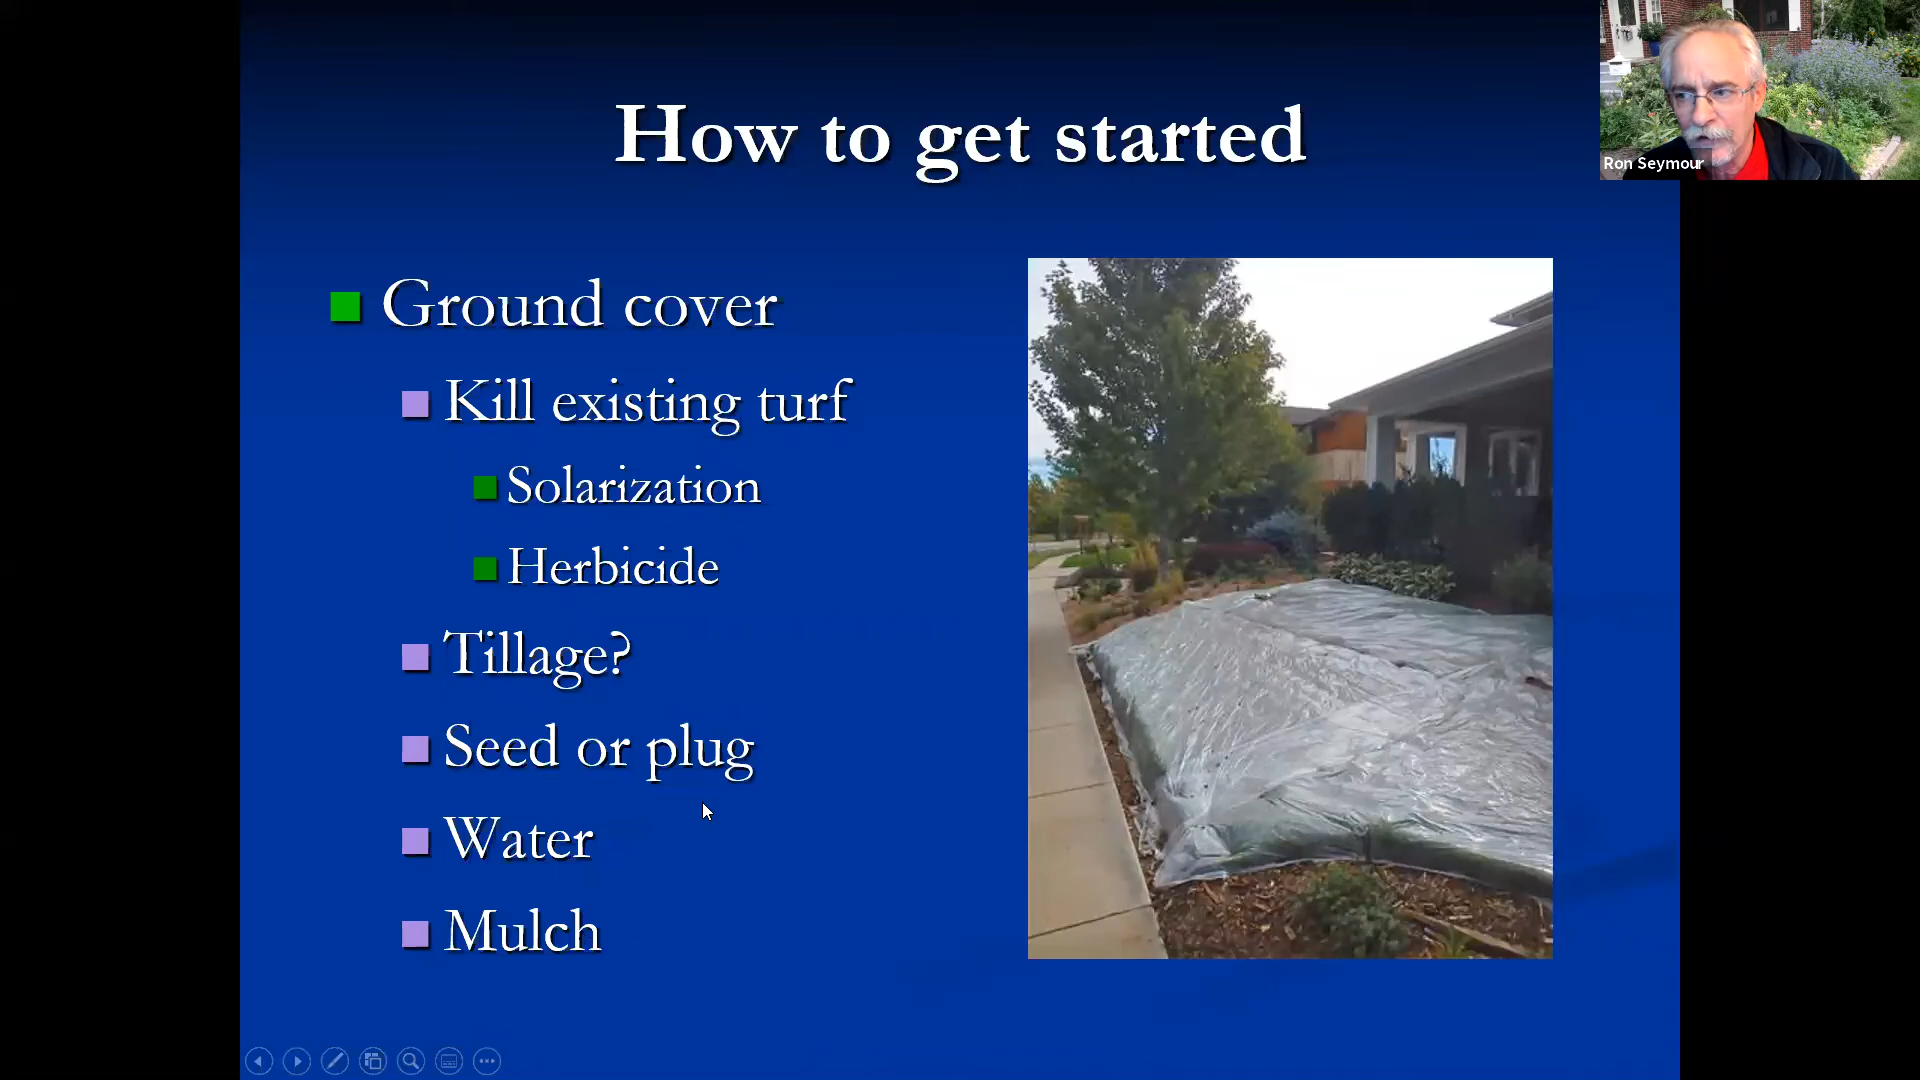 How to get started
Ground cover
Kill existing turf
Solarization
Herbicide
Tillage?
Seed or plug
Water
Mulch
Ron Seymour